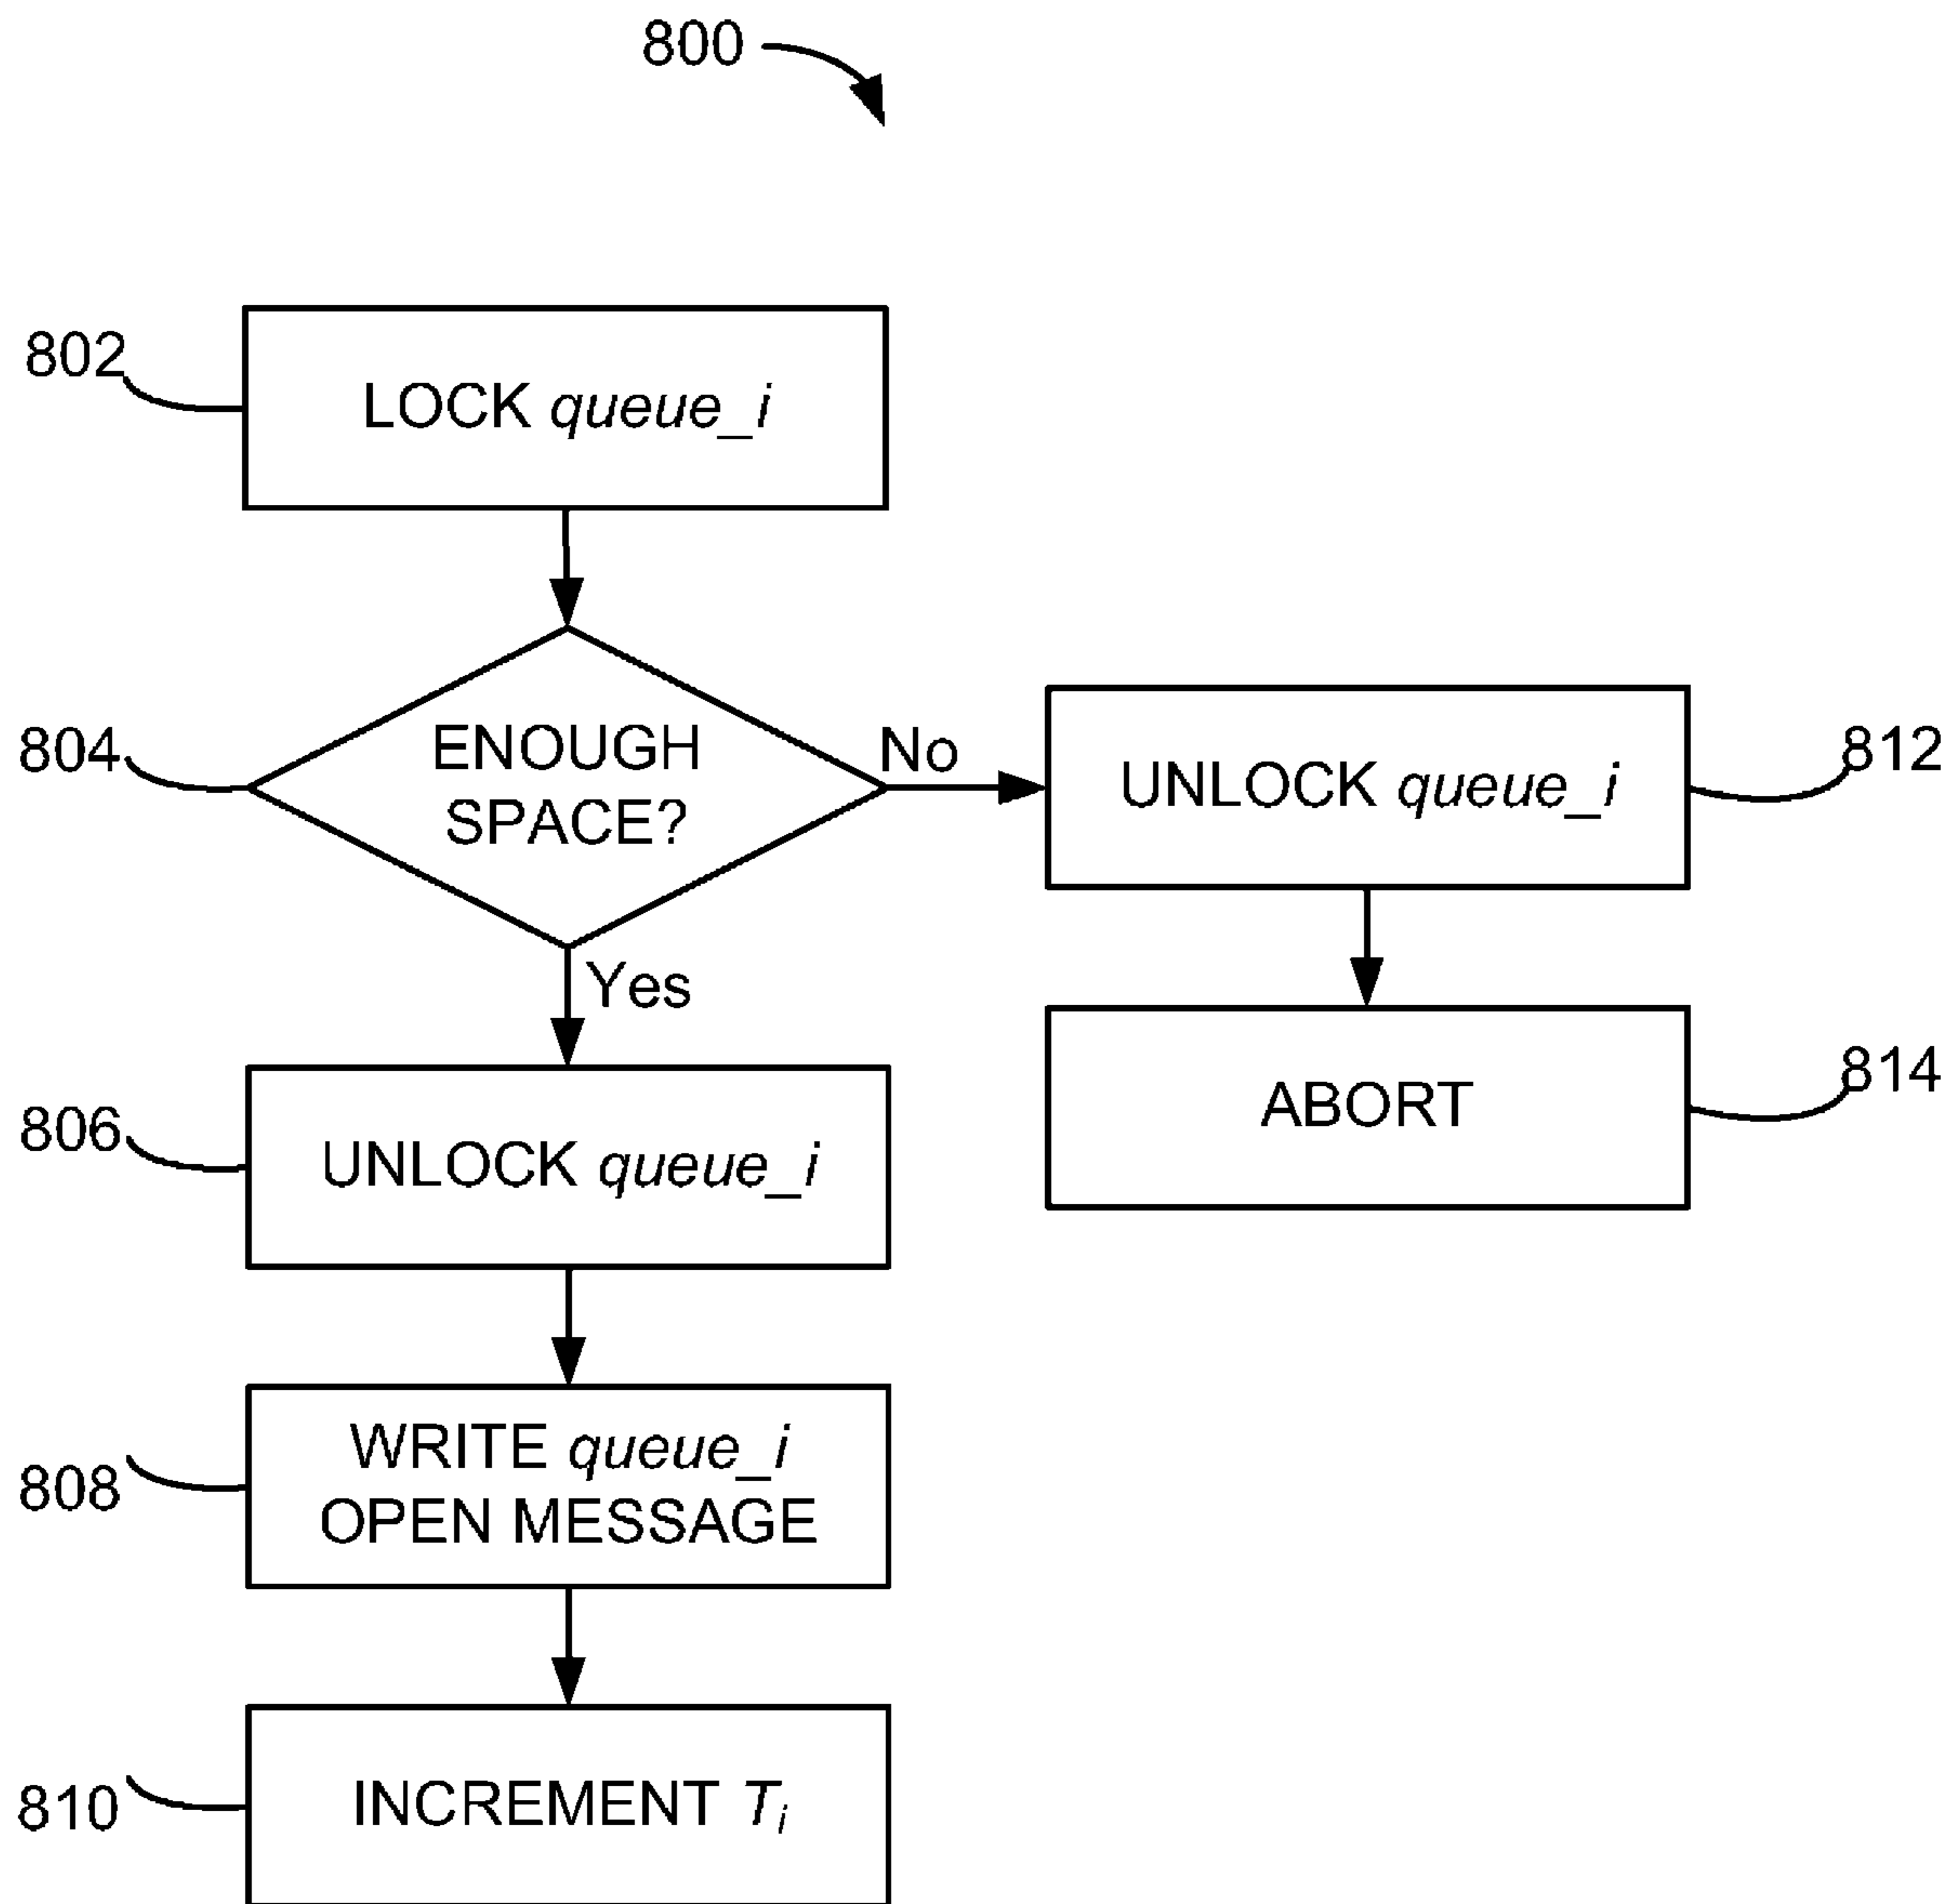 800
802
LOCK queue_i
804
ENOUGH
SPACE?
No
UNLOCK queue_i
812
Yes
806
UNLOCK queue_i
ABORT
814
808
WRITE queue_i
OPEN MESSAGE
810
INCREMENT Ti